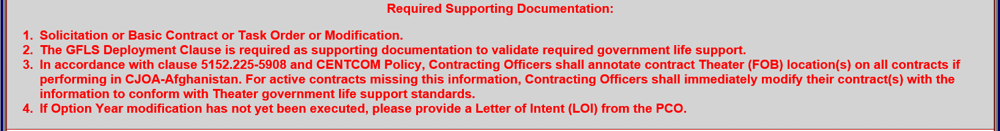 Required Supporting Documentation:
1. Solicitation or Basic Contract or Task Order or Modification.
2. The GFLS Deployment Clause is required as supporting documentation to validate required government life support.
3. In accordance with clause 5152.225-5908 and CENTCOM Policy, Contracting Officers shall annotate contract Theater (FOB) location(s) on all contracts if
performing in CJOA-Afghanistan. For active contracts missing this information, Contracting Officers shall immediately modify their contract(s) with the
information to conform with Theater government life support standards.
4. If Option Year modification has not yet been executed, please provide a Letter of Intent (LOI) from the PCO.